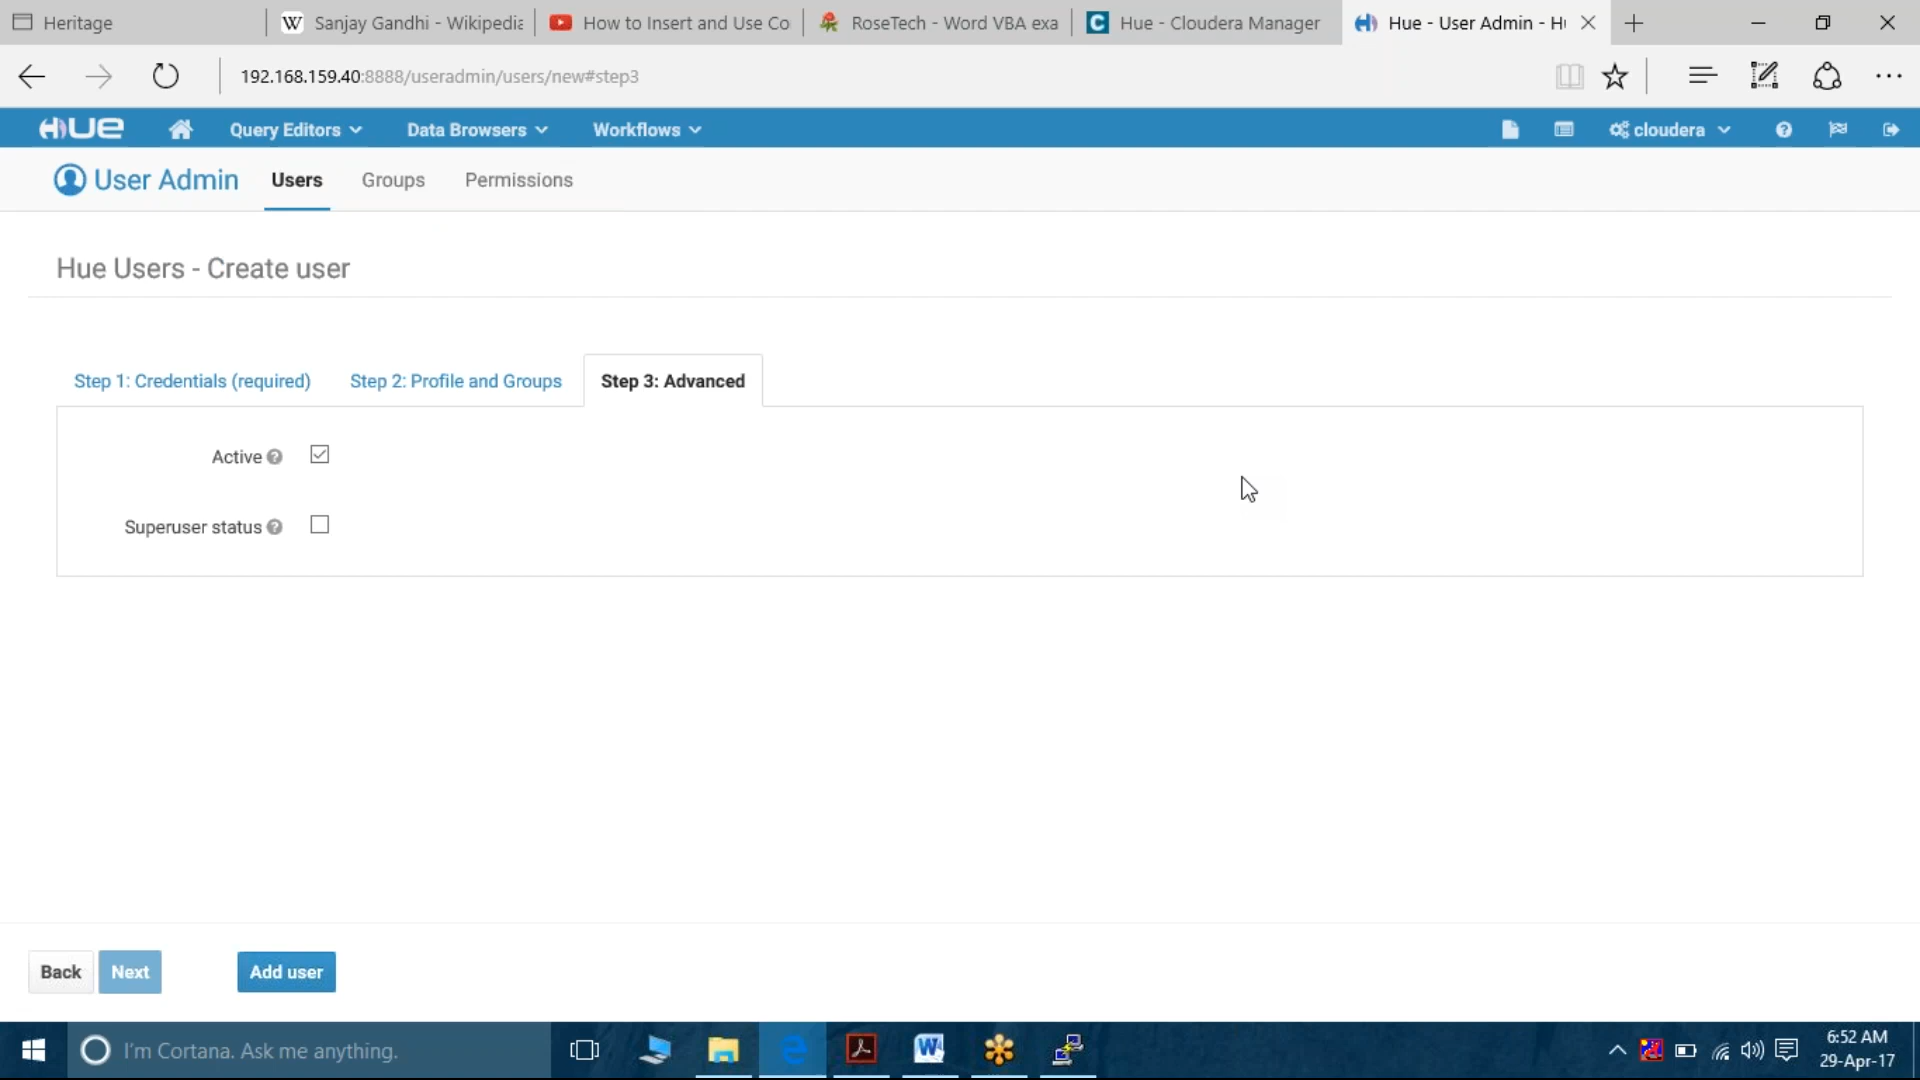 Heritage
W Sanjay Gandhi - Wikipedia
How to Insert and Use Co
RoseTech - Word VBA exa
C Hue - Cloudera Manager
Hue - User Admin - H
192.168.159.40:8888/useradmin/users/new#step3
HUE
Query Editors
Data Browsers
Workflows
cloudera
User Admin
Users
Groups
Permissions
Hue Users - Create user
Step 1: Credentials (required)
Step 2: Profile and Groups
Step 3: Advanced
Active
Superuser status
Back
Next
Add user
I'm Cortana. Ask me anything.
6:52 AM
29-Apr-17